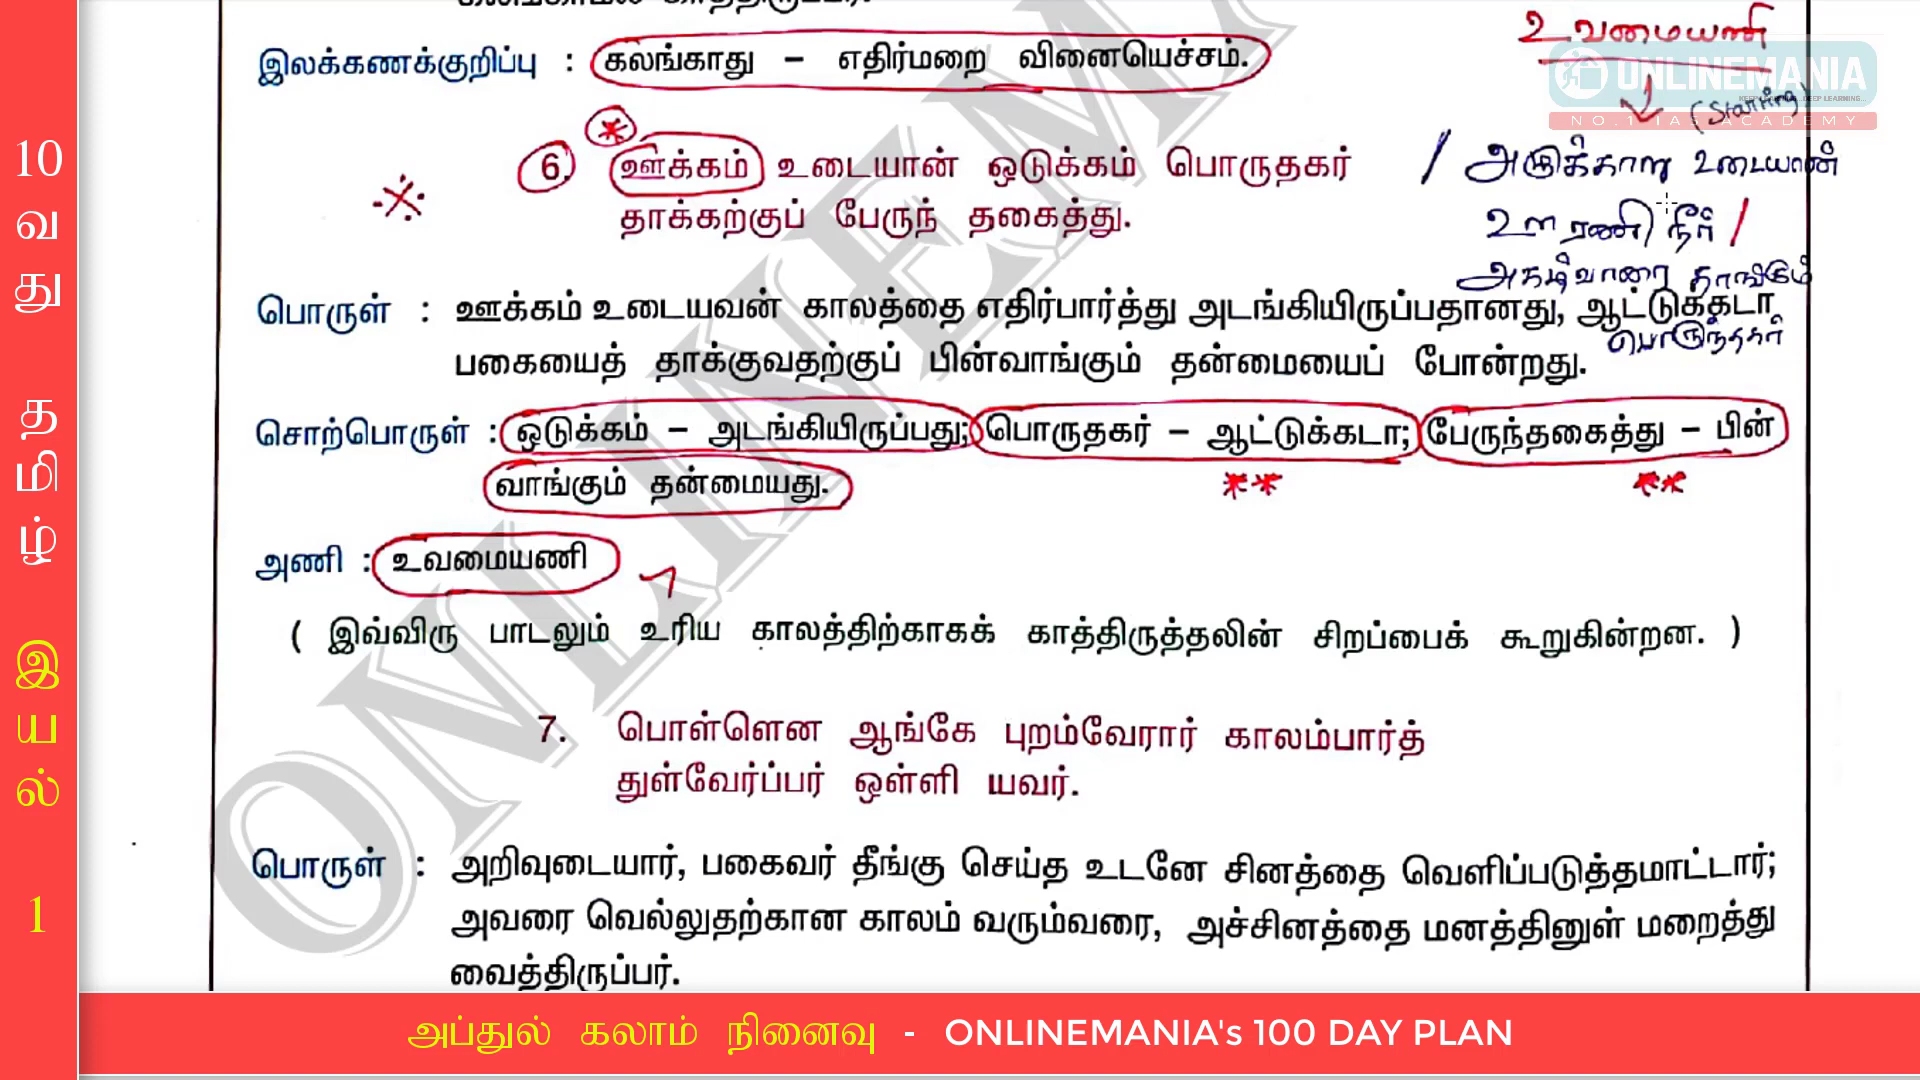 இலக்கணக்குறிப்பு : கலங்காது – எதிர்மறை வினையெச்சம்.
6. ஊக்கம் உடையான் ஒடுக்கம் பொருதகர்
தாக்கற்குப் பேருந் தகைத்து.
பொருள் : ஊக்கம் உடையவன் காலத்தை எதிர்பார்த்து அடங்கியிருப்பதானது, ஆட்டுக்கடா
பகையைத் தாக்குவதற்குப் பின்வாங்கும் தன்மையைப் போன்றது.
சொற்பொருள் : ஒடுக்கம் – அடங்கியிருப்பது; பொருதகர் – ஆட்டுக்கடா; பேருந்தகைத்து – பின்
வாங்கும் தன்மையது.
அணி : உவமையணி
( இவ்விரு பாடலும் உரிய காலத்திற்காகக் காத்திருத்தலின் சிறப்பைக் கூறுகின்றன. )
7. பொள்ளென ஆங்கே புறம்வேரார் காலம்பார்த்
துள்வேர்ப்பர் ஒள்ளி யவர்.
பொருள் : அறிவுடையார், பகைவர் தீங்கு செய்த உடனே சினத்தை வெளிப்படுத்தமாட்டார்;
அவரை வெல்லுதற்கான காலம் வரும்வரை, அச்சினத்தை மனத்தினுள் மறைத்து
வைத்திருப்பர்.
உவமையணி
ONLINEMANIA
NO.1 IAS ACADEMY
உடையான்
ஊரணி நீர்
10வது தமிழ் இயல் 1
அப்துல் கலாம் நினைவு - ONLINEMANIA's 100 DAY PLAN